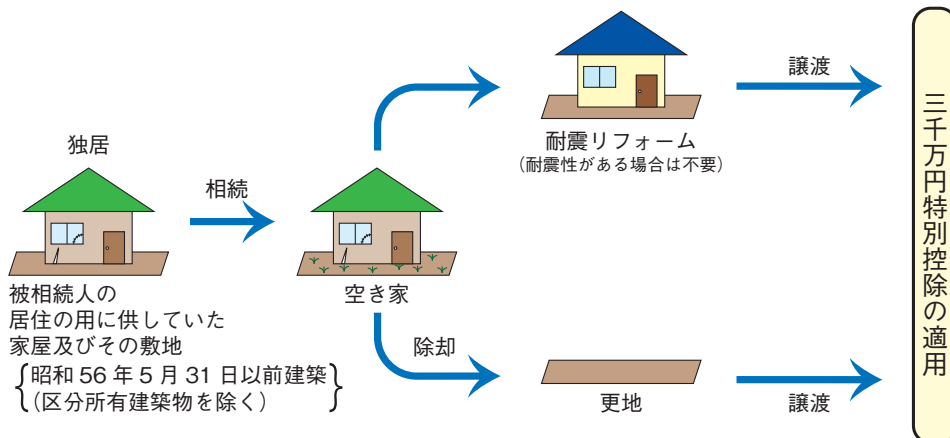 独居
被相続人の
居住の用に供していた
家屋及びその敷地
昭和 56 年 5 月 31 日以前建築
(区分所有建築物を除く)
相続
空き家
耐震リフォーム
(耐震性がある場合は不要)
譲渡
除却
更地
譲渡
三千万円特別控除の適用